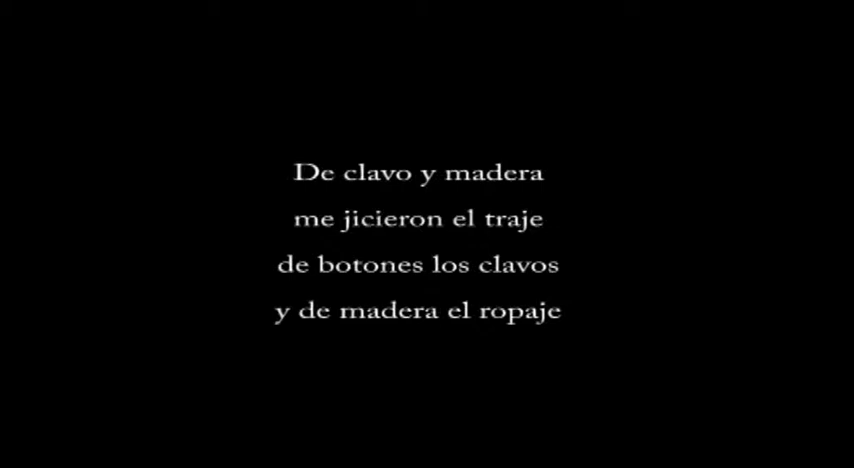 De clavo y madera
me jicieron el traje
de botones los clavos
y de madera el ropaje